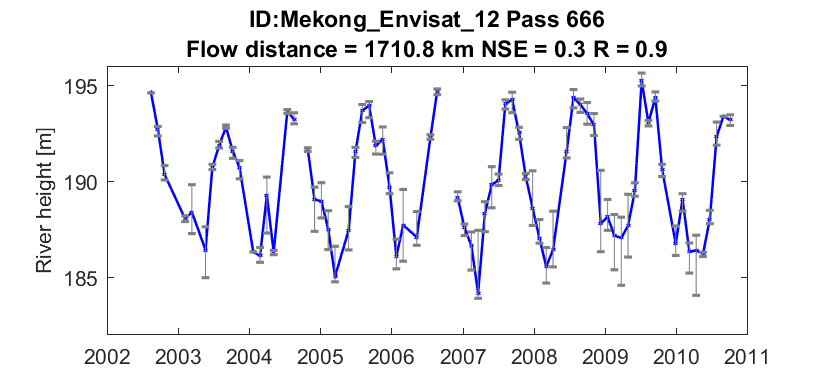 ID:Mekong_Envisat_12 Pass 666
Flow distance = 1710.8 km NSE = 0.3 R = 0.9
195
190
185
River height [m]
2002 2003 2004 2005 2006 2007 2008 2009 2010 2011